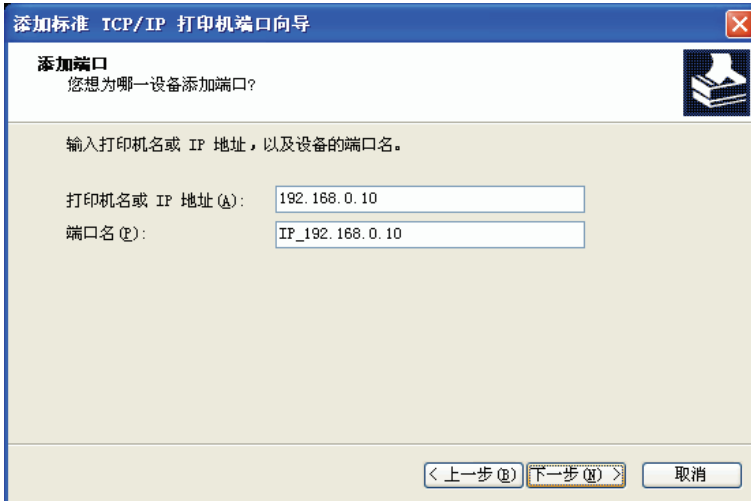 添加标准 TCP/IP 打印机端口向导
添加端口
您想为哪一设备添加端口?
输入打印机名或 IP 地址，以及设备的端口名。
打印机名或 IP 地址(A): 192.168.0.10
端口名(P): IP_192.168.0.10
< 上一步(B) 下一步(N) > 取消